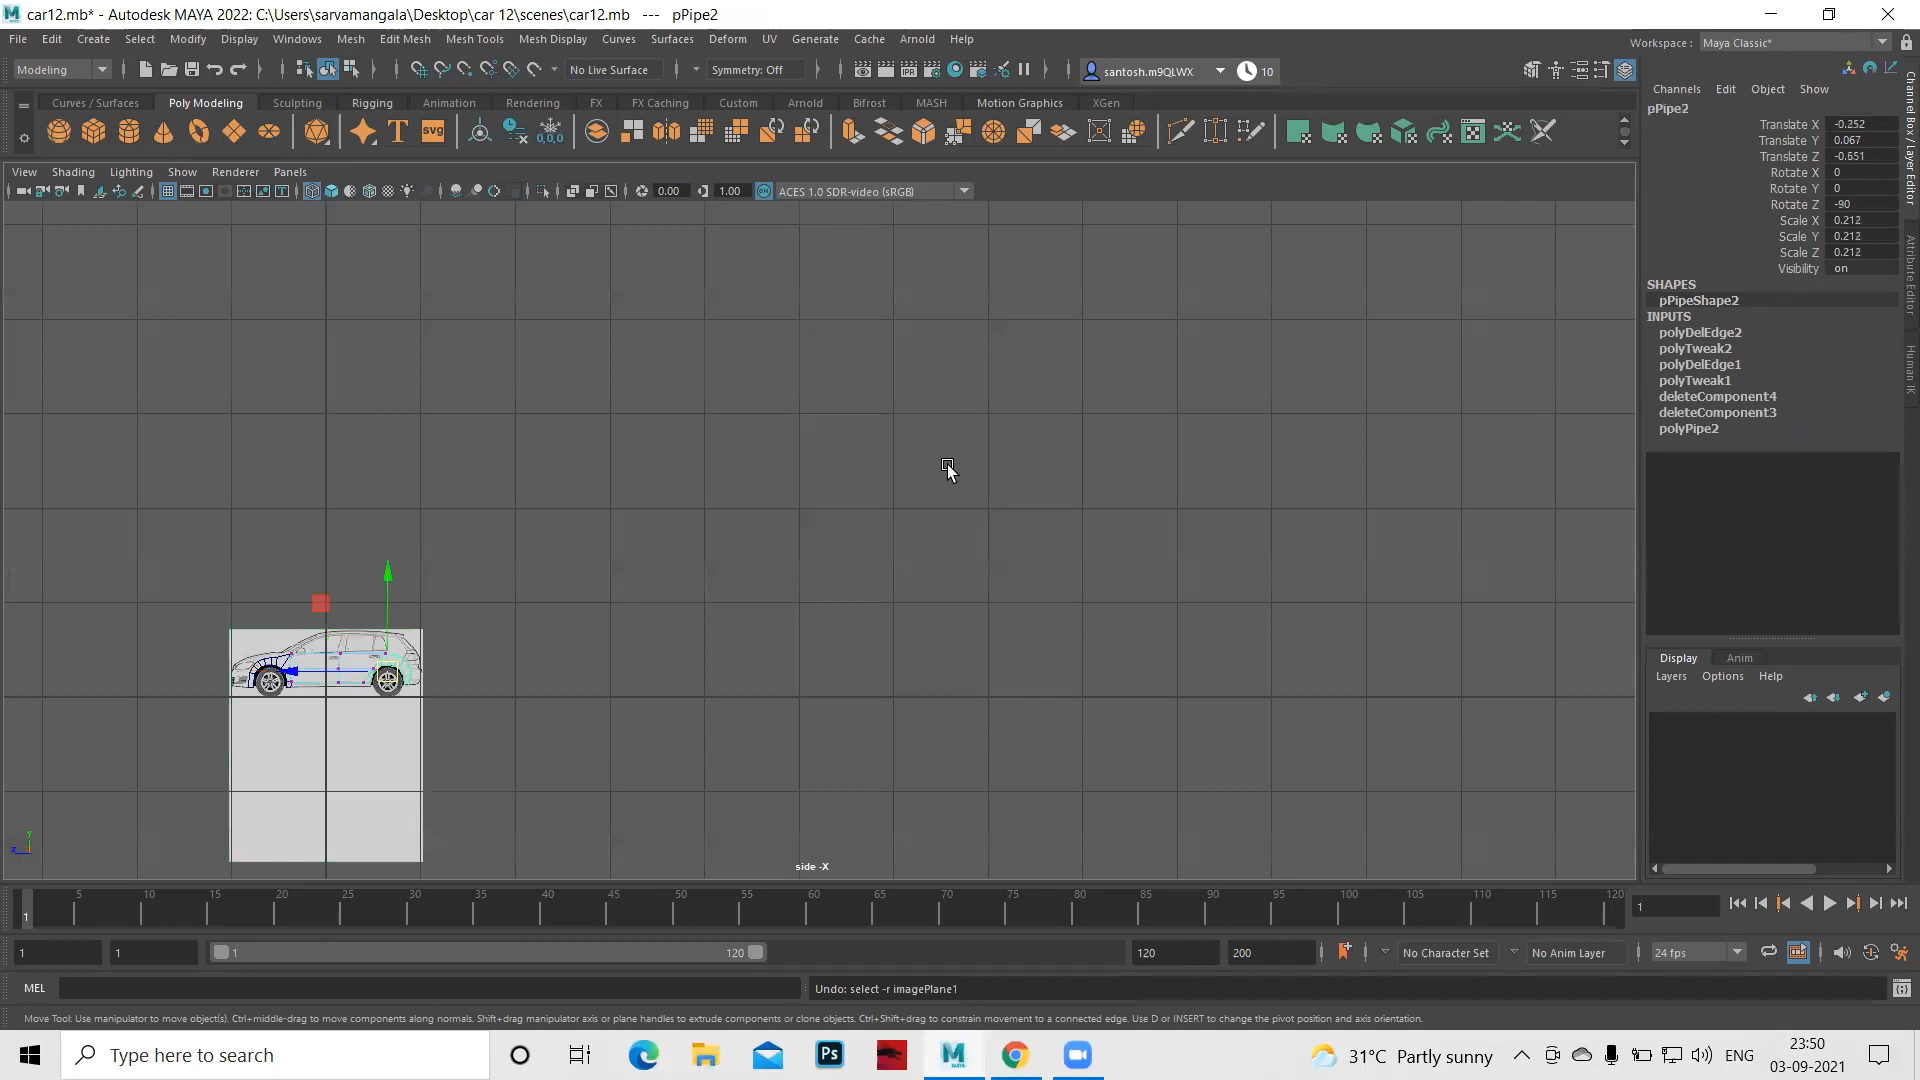 car12.mb* - Autodesk MAYA 2022: C:\Users\sarvamangala\Desktop\car 12\scenes\car12.mb --- pPipe2
File Edit Create Select Modify Display Windows Mesh Edit Mesh Mesh Tools Mesh Display Curves Surfaces Deform UV Generate Cache Arnold Help
Workspace : Maya Classic*
Modeling No Live Surface Symmetry: Off santosh.m9QLWX 10
Curves / Surfaces Poly Modeling Sculpting Rigging Animation Rendering FX FX Caching Custom Arnold Bifrost MASH Motion Graphics XGen
View Shading Lighting Show Renderer Panels
0.00 1.00 ACES 1.0 SDR-video (sRGB)
Channels Edit Object Show
pPipe2
Translate X -0.252
Translate Y 0.067
Translate Z -0.551
Rotate X 0
Rotate Y 0
Rotate Z -90
Scale X 0.212
Scale Y 0.212
Scale Z 0.212
Visibility on
SHAPES
pPipeShape2
INPUTS
polyDelEdge2
polyTweak2
polyDelEdge1
polyTweak1
deleteComponent4
deleteComponent3
polyPipe2
Channel Box / Layer Editor
Attribute Editor
Human IK
Display Anim
Layers Options Help
side -X
5 10 15 20 25 30 35 40 45 50 55 60 65 70 75 80 85 90 95 100 105 110 115 120
1
1
1 1 1 120 120 200 No Character Set No Anim Layer 24 fps
MEL Undo: select -r imagePlane1
Move Tool: Use manipulator to move object(s). Ctrl+middle-drag to move components along normals. Shift+drag manipulator axis or plane handles to extrude components or clone objects. Ctrl+Shift+drag to constrain movement to a connected edge. Use D or INSERT to change the pivot position and axis orientation.
Type here to search
31°C Partly sunny
ENG
23:50
03-09-2021